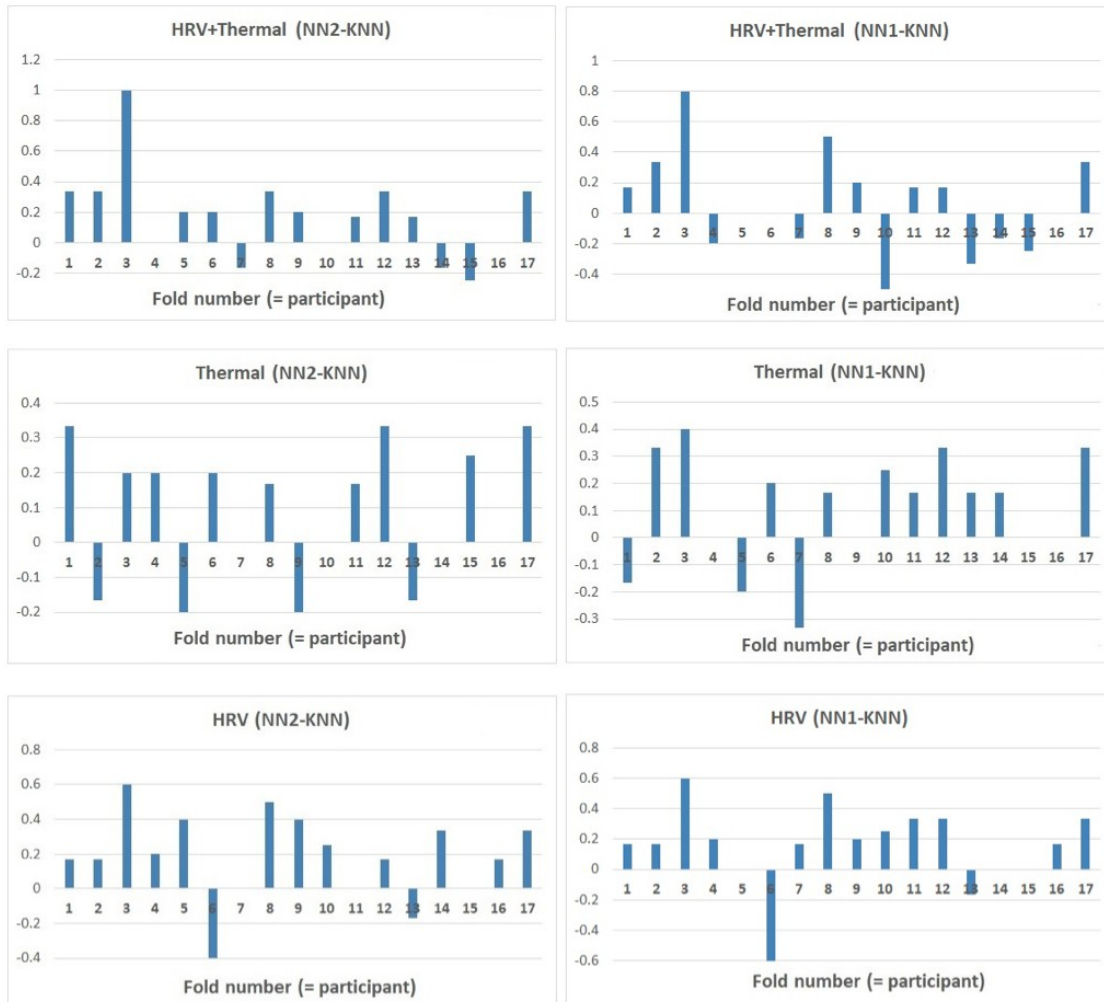 HRV+Thermal (NN2-KNN)
1.2
1
0.8
0.6
0.4
0.2
0
-0.2
1 2 3 4 5 6 7 8 9 10 11 12 13 14 15 16 17
Fold number (= participant)
HRV+Thermal (NN1-KNN)
1
0.8
0.6
0.4
0.2
0
-0.2
-0.4
1 2 3 4 5 6 7 8 9 10 11 12 13 14 15 16 17
Fold number (= participant)
Thermal (NN2-KNN)
0.4
0.3
0.2
0.1
0
-0.1
-0.2
1 2 3 4 5 6 7 8 9 10 11 12 13 14 15 16 17
Fold number (= participant)
Thermal (NN1-KNN)
0.5
0.4
0.3
0.2
0.1
0
-0.1
-0.2
-0.3
1 2 3 4 5 6 7 8 9 10 11 12 13 14 15 16 17
Fold number (= participant)
HRV (NN2-KNN)
0.8
0.6
0.4
0.2
0
-0.2
-0.4
1 2 3 4 5 6 7 8 9 10 11 12 13 14 15 16 17
Fold number (= participant)
HRV (NN1-KNN)
0.8
0.6
0.4
0.2
0
-0.2
-0.4
-0.6
1 2 3 4 5 6 7 8 9 10 11 12 13 14 15 16 17
Fold number (= participant)